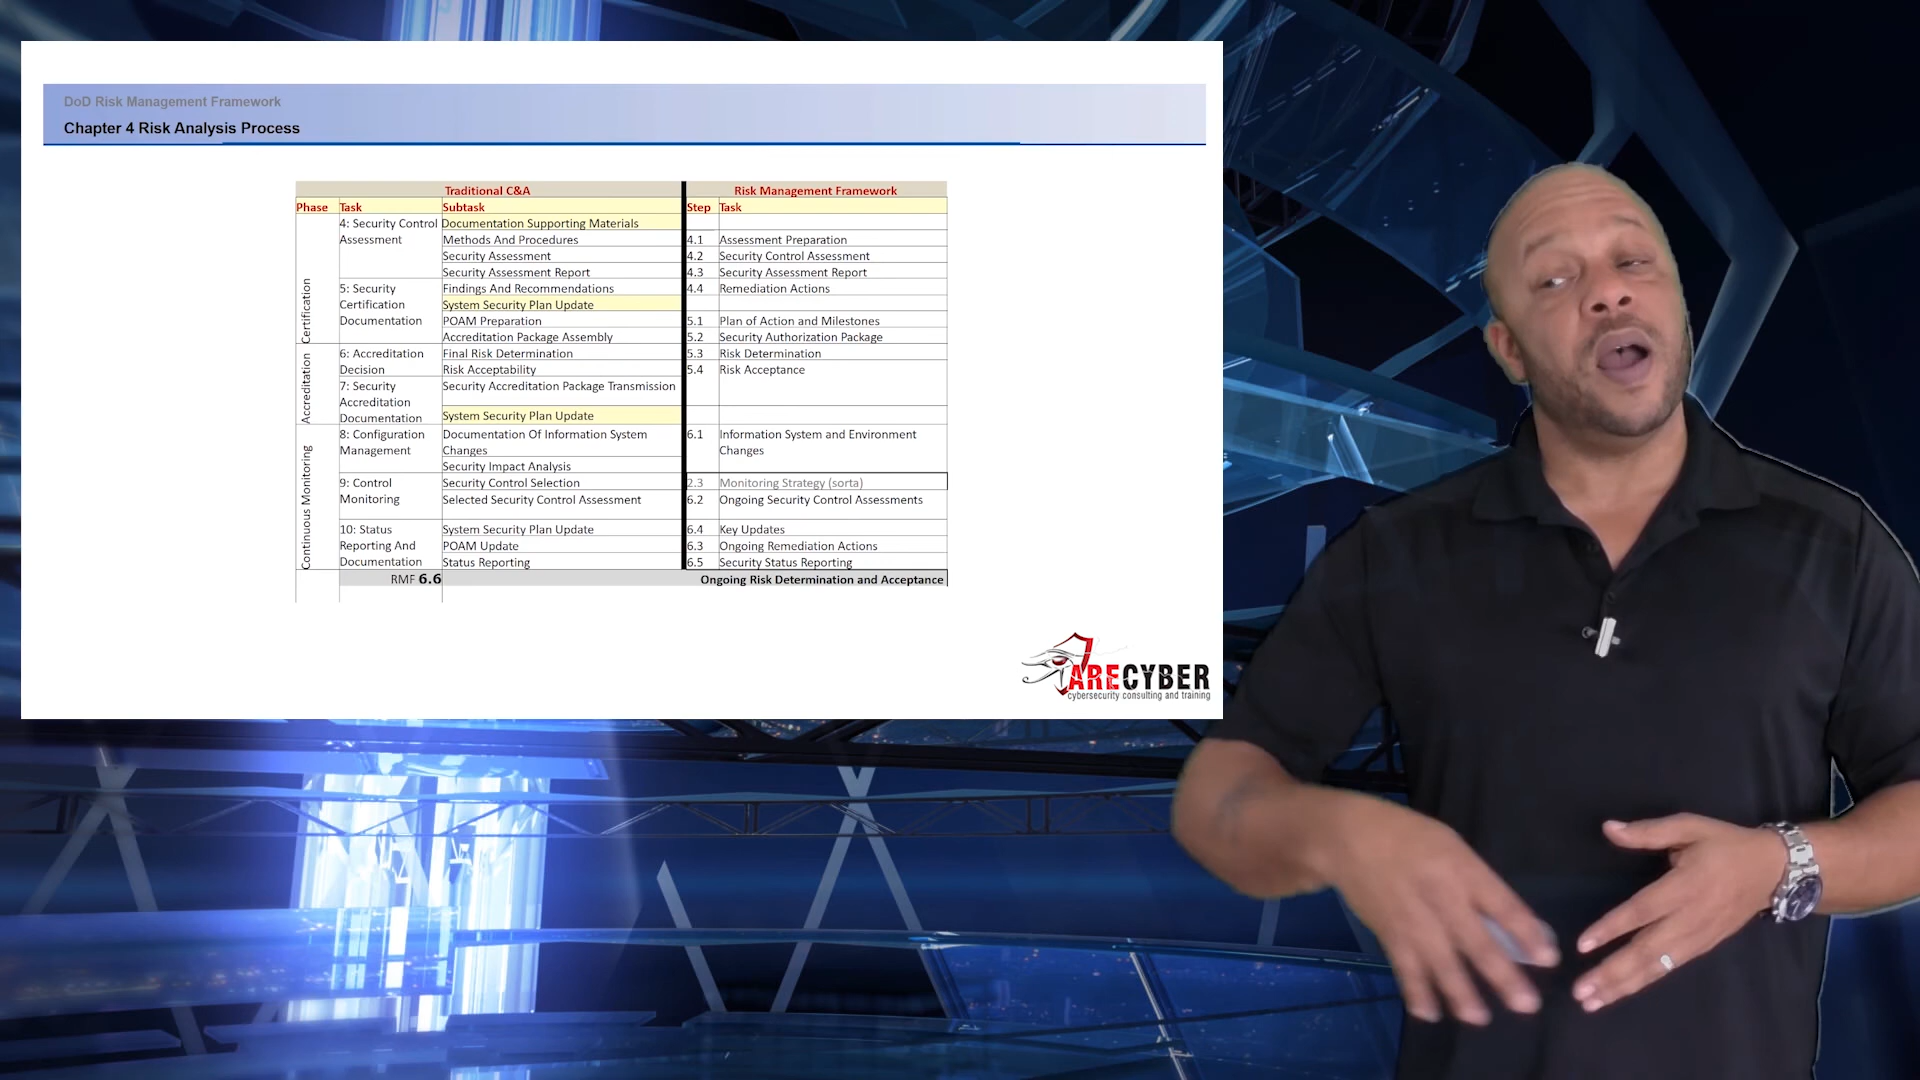 DoD Risk Management Framework
Chapter 4 Risk Analysis Process
Traditional C&A Risk Management Framework
Phase Task Subtask Step Task
Certification
4: Security Control Documentation Supporting Materials
Assessment Methods And Procedures 4.1 Assessment Preparation
Security Assessment 4.2 Security Control Assessment
Security Assessment Report 4.3 Security Assessment Report
5: Security Findings And Recommendations 4.4 Remediation Actions
Certification System Security Plan Update
Documentation POAM Preparation 5.1 Plan of Action and Milestones
Accreditation Package Assembly 5.2 Security Authorization Package
Accreditation
6: Accreditation Final Risk Determination 5.3 Risk Determination
Decision Risk Acceptability 5.4 Risk Acceptance
7: Security Security Accreditation Package Transmission
Accreditation
Documentation System Security Plan Update
Continuous Monitoring
8: Configuration Documentation Of Information System 6.1 Information System and Environment
Management Changes Changes
Security Impact Analysis
9: Control Security Control Selection 2.3 Monitoring Strategy (sorta)
Monitoring Selected Security Control Assessment 6.2 Ongoing Security Control Assessments
10: Status System Security Plan Update 6.4 Key Updates
Reporting And POAM Update 6.3 Ongoing Remediation Actions
Documentation Status Reporting 6.5 Security Status Reporting
RMF 6.6 Ongoing Risk Determination and Acceptance
ARECYBER
cybersecurity consulting and training